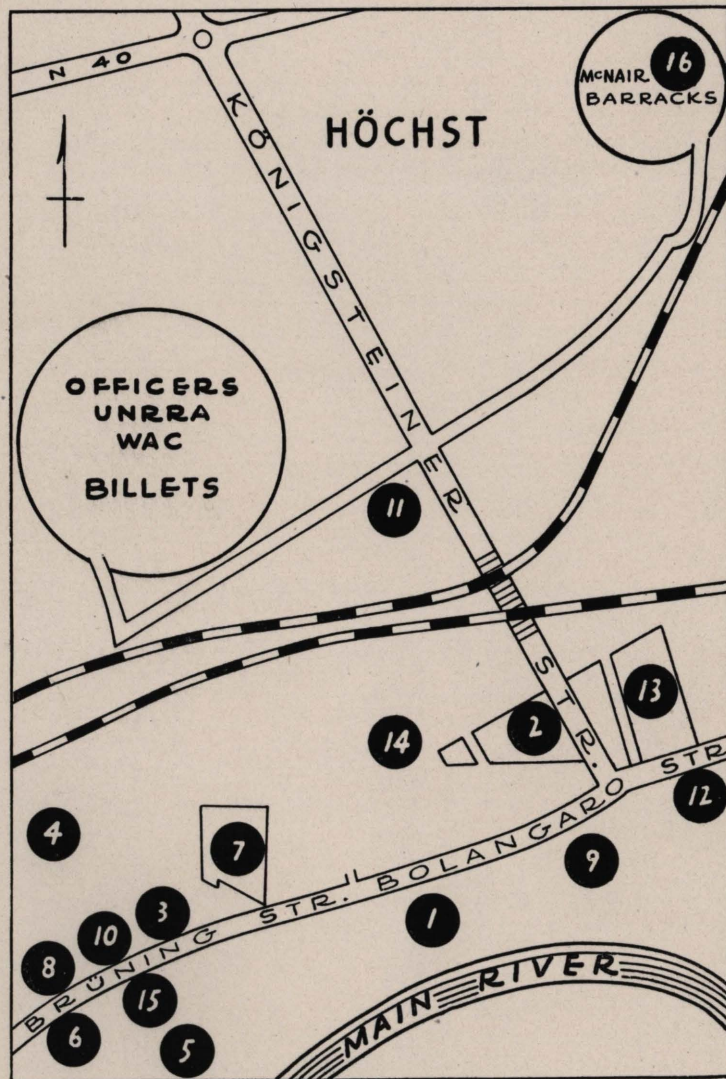 N 40
KÖNIGSTEINER STR.
HÖCHST
McNAIR 16
BARRACKS
OFFICERS
UNRRA
WAC
BILLETS
11
2
13
14
12
4
7
9
3
1
10
8
15
6
5
BRÜNING STR. BOLANGARO STR
MAIN RIVER